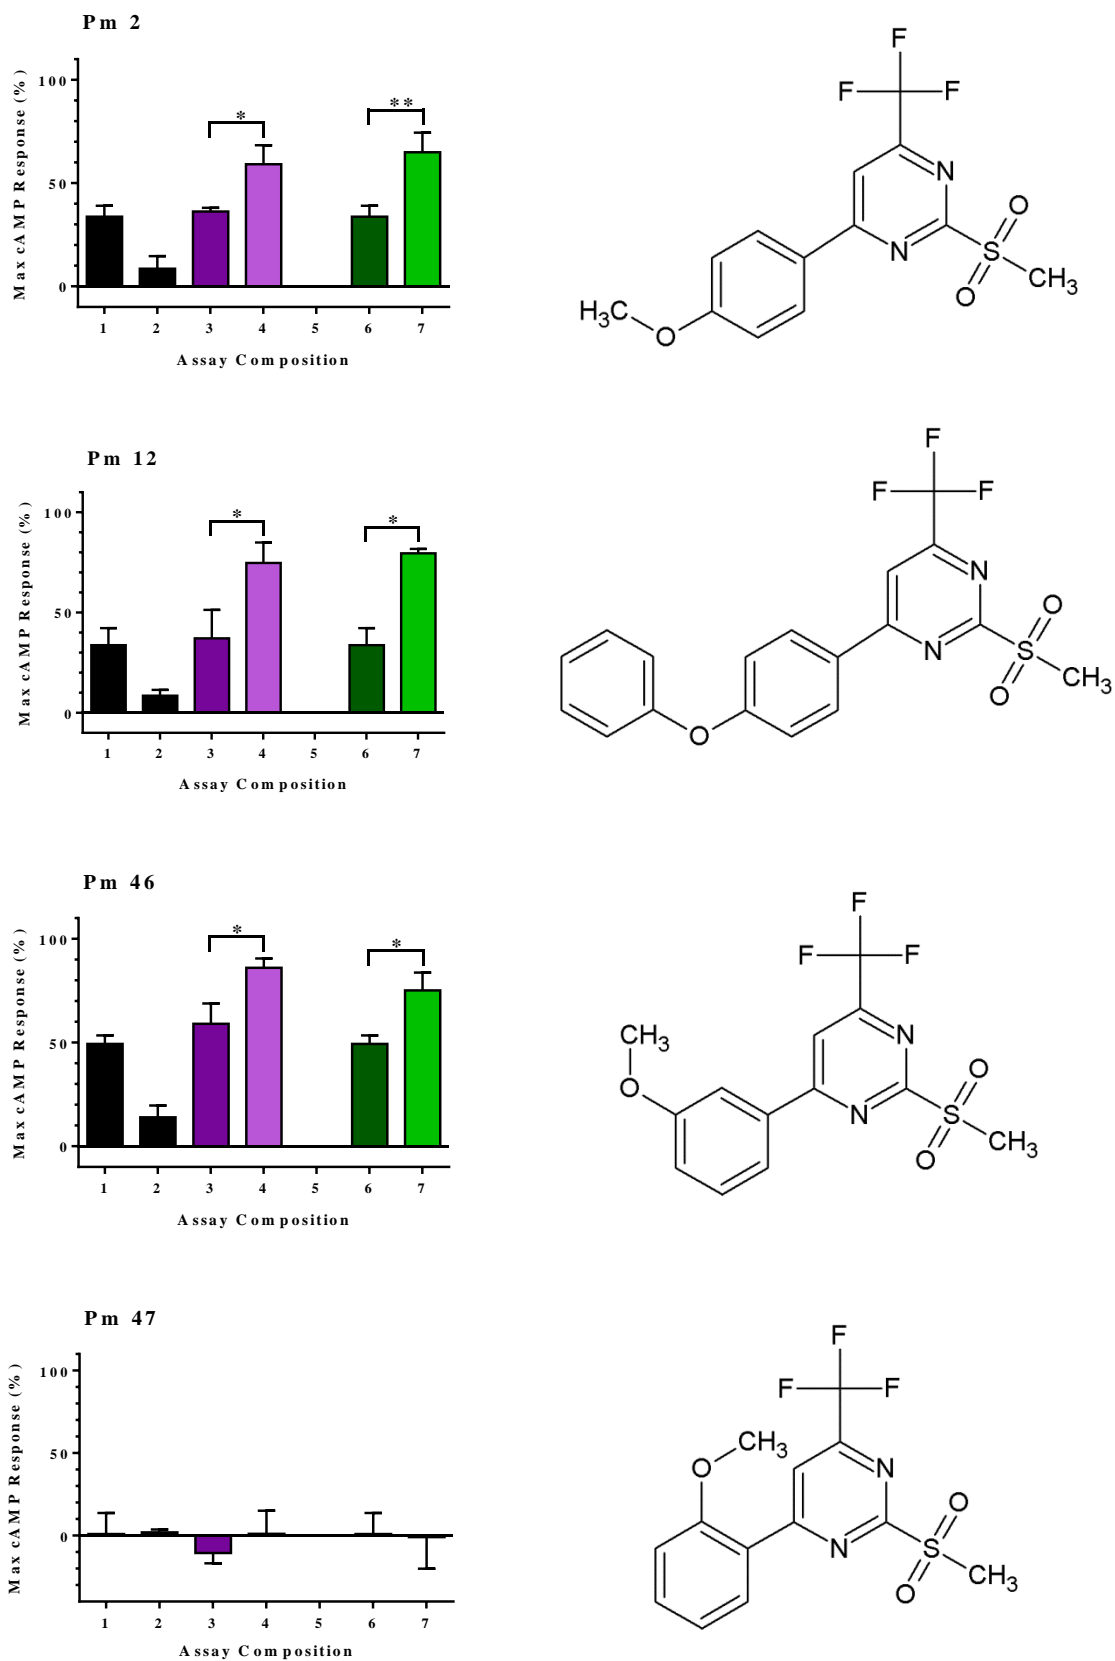 Pm 2
Max cAMP Response (%)
100
50
0
* **
1 2 3 4 5 6 7
Assay Composition
F
F F
N
N
O
S
O
CH3
H3C
O
Pm 12
Max cAMP Response (%)
100
50
0
* *
1 2 3 4 5 6 7
Assay Composition
F
F F
N
N
O
S
O
CH3
O
Pm 46
Max cAMP Response (%)
100
50
0
* *
1 2 3 4 5 6 7
Assay Composition
F
F F
CH3
O
N
N
O
S
O
CH3
Pm 47
Max cAMP Response (%)
100
50
0
1 2 3 4 5 6 7
Assay Composition
F
F F
CH3
O
N
N
O
S
O
CH3